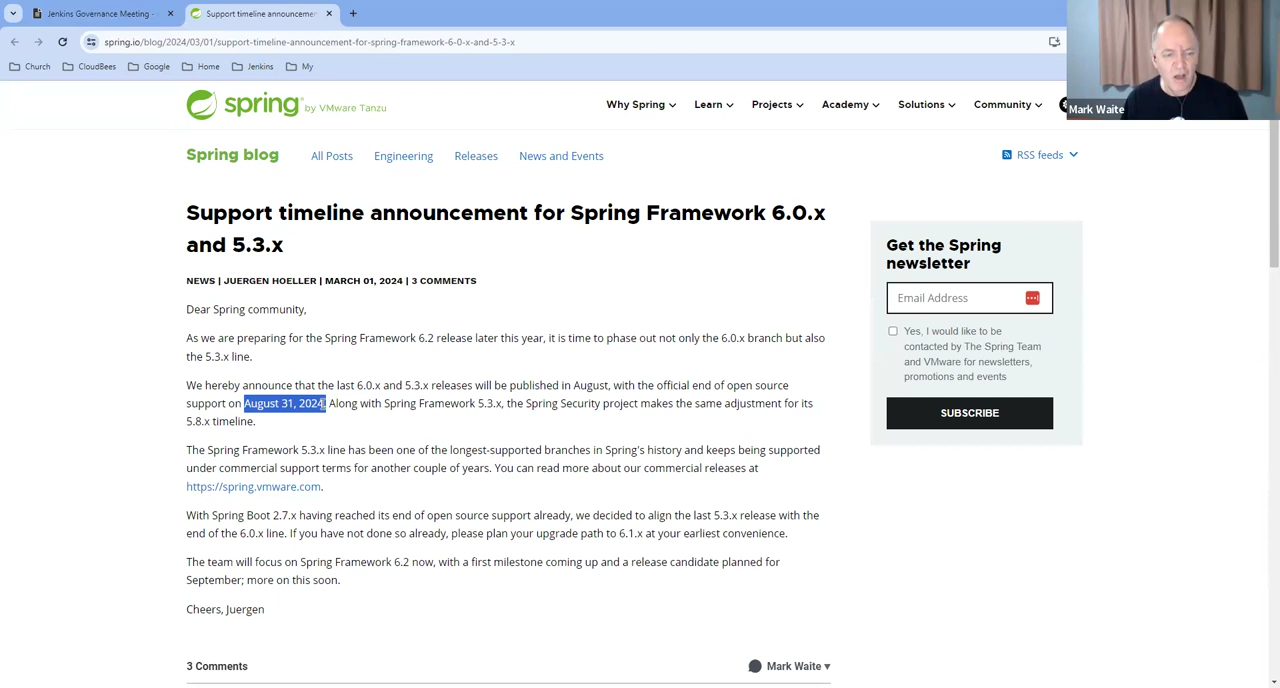 Jenkins Governance Meeting -
Support timeline announcemen
spring.io/blog/2024/03/01/support-timeline-announcement-for-spring-framework-6-0-x-and-5-3-x
Church
CloudBees
Google
Home
Jenkins
My
Mark Waite
spring by VMware Tanzu
Why Spring
Learn
Projects
Academy
Solutions
Community
Spring blog
All Posts
Engineering
Releases
News and Events
RSS feeds
Support timeline announcement for Spring Framework 6.0.x
and 5.3.x
NEWS | JUERGEN HOELLER | MARCH 01, 2024 | 3 COMMENTS
Dear Spring community,
As we are preparing for the Spring Framework 6.2 release later this year, it is time to phase out not only the 6.0.x branch but also
the 5.3.x line.
We hereby announce that the last 6.0.x and 5.3.x releases will be published in August, with the official end of open source
support on August 31, 2024. Along with Spring Framework 5.3.x, the Spring Security project makes the same adjustment for its
5.8.x timeline.
The Spring Framework 5.3.x line has been one of the longest-supported branches in Spring's history and keeps being supported
under commercial support terms for another couple of years. You can read more about our commercial releases at
https://spring.vmware.com.
With Spring Boot 2.7.x having reached its end of open source support already, we decided to align the last 5.3.x release with the
end of the 6.0.x line. If you have not done so already, please plan your upgrade path to 6.1.x at your earliest convenience.
The team will focus on Spring Framework 6.2 now, with a first milestone coming up and a release candidate planned for
September; more on this soon.
Cheers, Juergen
3 Comments
Mark Waite
Get the Spring
newsletter
Email Address
Yes, I would like to be
contacted by The Spring Team
and VMware for newsletters,
promotions and events
SUBSCRIBE